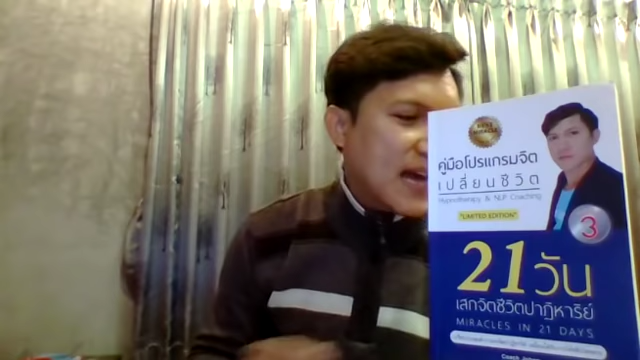 คู่มือโปรแกรมจิต
เปลี่ยนชีวิต
Hypnotherapy & NLP Coaching
"LIMITED EDITION"
3
21 วัน
เสกจิตชีวิตปาฏิหาริย์
MIRACLES IN 21 DAYS
Coach